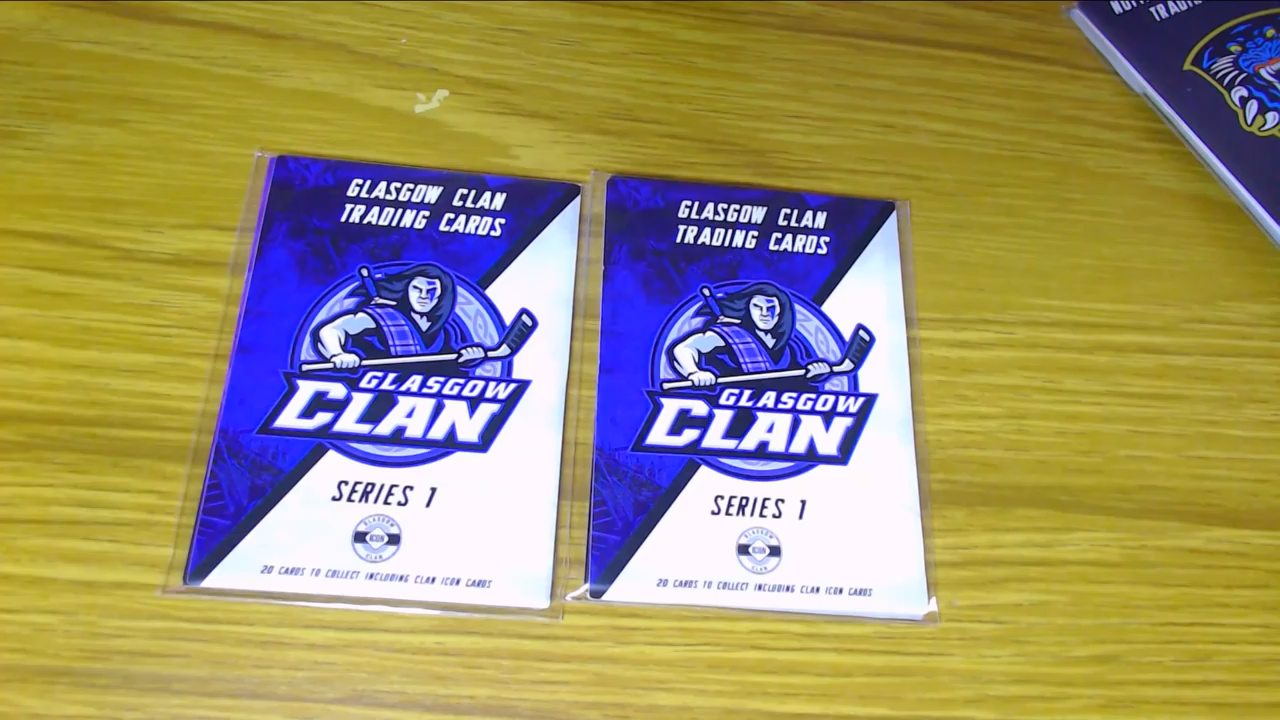 GLASGOW CLAN
TRADING CARDS
GLASGOW
CLAN
SERIES 1
GLASGOW
ICON
CLAN
20 CARDS TO COLLECT INCLUDING CLAN ICON CARDS
GLASGOW CLAN
TRADING CARDS
GLASGOW
CLAN
SERIES 1
GLASGOW
ICON
CLAN
20 CARDS TO COLLECT INCLUDING CLAN ICON CARDS